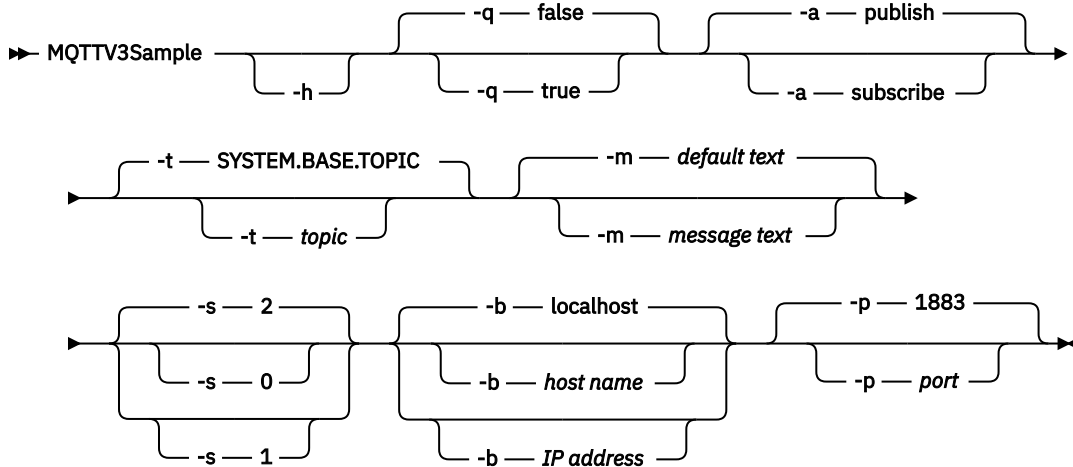 -q false -a publish
MQTTV3Sample
-h -q true -a subscribe
-t SYSTEM.BASE.TOPIC -m default text
-t topic -m message text
-s 2 -b localhost -p 1883
-s 0 -b host name -p port
-s 1 -b IP address